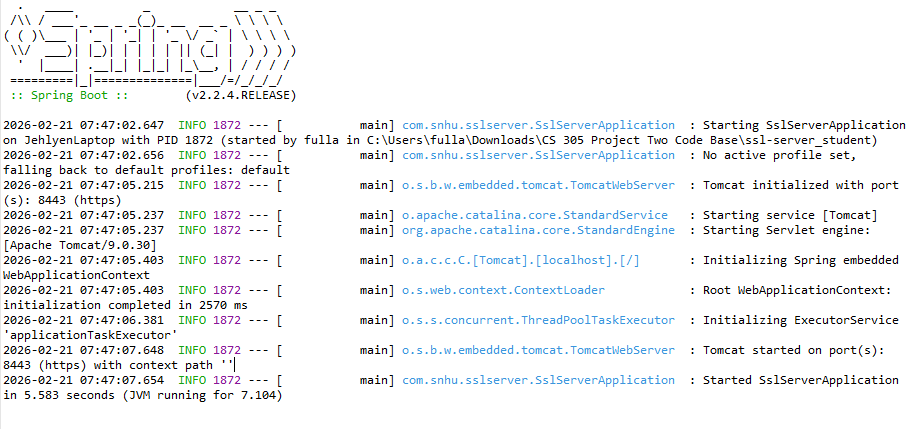 .   ____          _            __ _ _
 /\\ / ___'_ __ _ _(_)_ __  __ _ \ \ \ \
( ( )\___ | '_ | '_| | '_ \/ _` | \ \ \ \
 \\/  ___)| |_)| | | | | || (_| |  ) ) ) )
  '  |____| .__|_| |_|_| |_\__, | / / / /
 =========|_|==============|___/=/_/_/_/
 :: Spring Boot ::        (v2.2.4.RELEASE)
2026-02-21 07:47:02.647  INFO 1872 --- [           main] com.snhu.sslserver.SslServerApplication  : Starting SslServerApplication
on JehlyenLaptop with PID 1872 (started by fulla in C:\Users\fulla\Downloads\CS 305 Project Two Code Base\ssl-server_student)
2026-02-21 07:47:02.656  INFO 1872 --- [           main] com.snhu.sslserver.SslServerApplication  : No active profile set,
falling back to default profiles: default
2026-02-21 07:47:05.215  INFO 1872 --- [           main] o.s.b.w.embedded.tomcat.TomcatWebServer  : Tomcat initialized with port
(s): 8443 (https)
2026-02-21 07:47:05.237  INFO 1872 --- [           main] o.apache.catalina.core.StandardService   : Starting service [Tomcat]
2026-02-21 07:47:05.237  INFO 1872 --- [           main] org.apache.catalina.core.StandardEngine  : Starting Servlet engine:
[Apache Tomcat/9.0.30]
2026-02-21 07:47:05.403  INFO 1872 --- [           main] o.a.c.c.C.[Tomcat].[localhost].[/]       : Initializing Spring embedded
WebApplicationContext
2026-02-21 07:47:05.403  INFO 1872 --- [           main] o.s.web.context.ContextLoader            : Root WebApplicationContext:
initialization completed in 2570 ms
2026-02-21 07:47:06.381  INFO 1872 --- [           main] o.s.s.concurrent.ThreadPoolTaskExecutor  : Initializing ExecutorService
'applicationTaskExecutor'
2026-02-21 07:47:07.648  INFO 1872 --- [           main] o.s.b.w.embedded.tomcat.TomcatWebServer  : Tomcat started on port(s):
8443 (https) with context path ''
2026-02-21 07:47:07.654  INFO 1872 --- [           main] com.snhu.sslserver.SslServerApplication  : Started SslServerApplication
in 5.583 seconds (JVM running for 7.104)